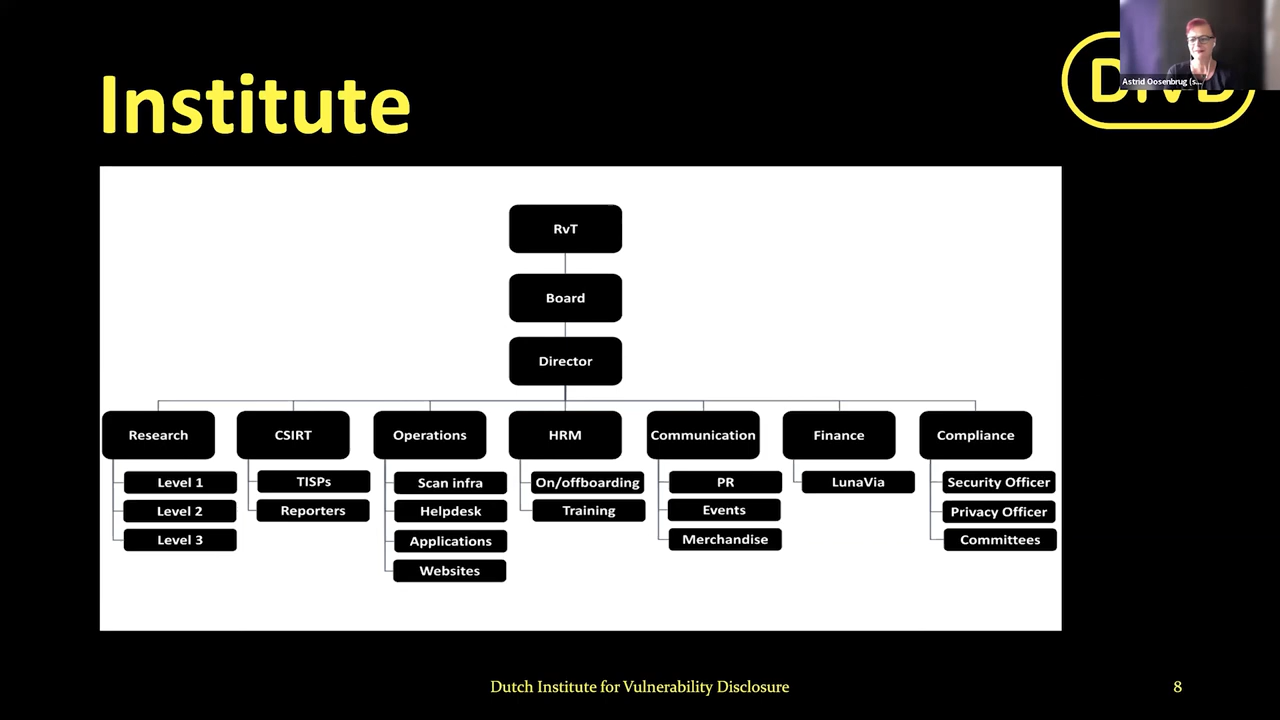 Institute
Astrid Oosenbrug (s...
RvT
Board
Director
Research
CSIRT
Operations
HRM
Communication
Finance
Compliance
Level 1
Level 2
Level 3
TISPs
Reporters
Scan infra
Helpdesk
Applications
Websites
On/offboarding
Training
PR
Events
Merchandise
LunaVia
Security Officer
Privacy Officer
Committees
Dutch Institute for Vulnerability Disclosure
8